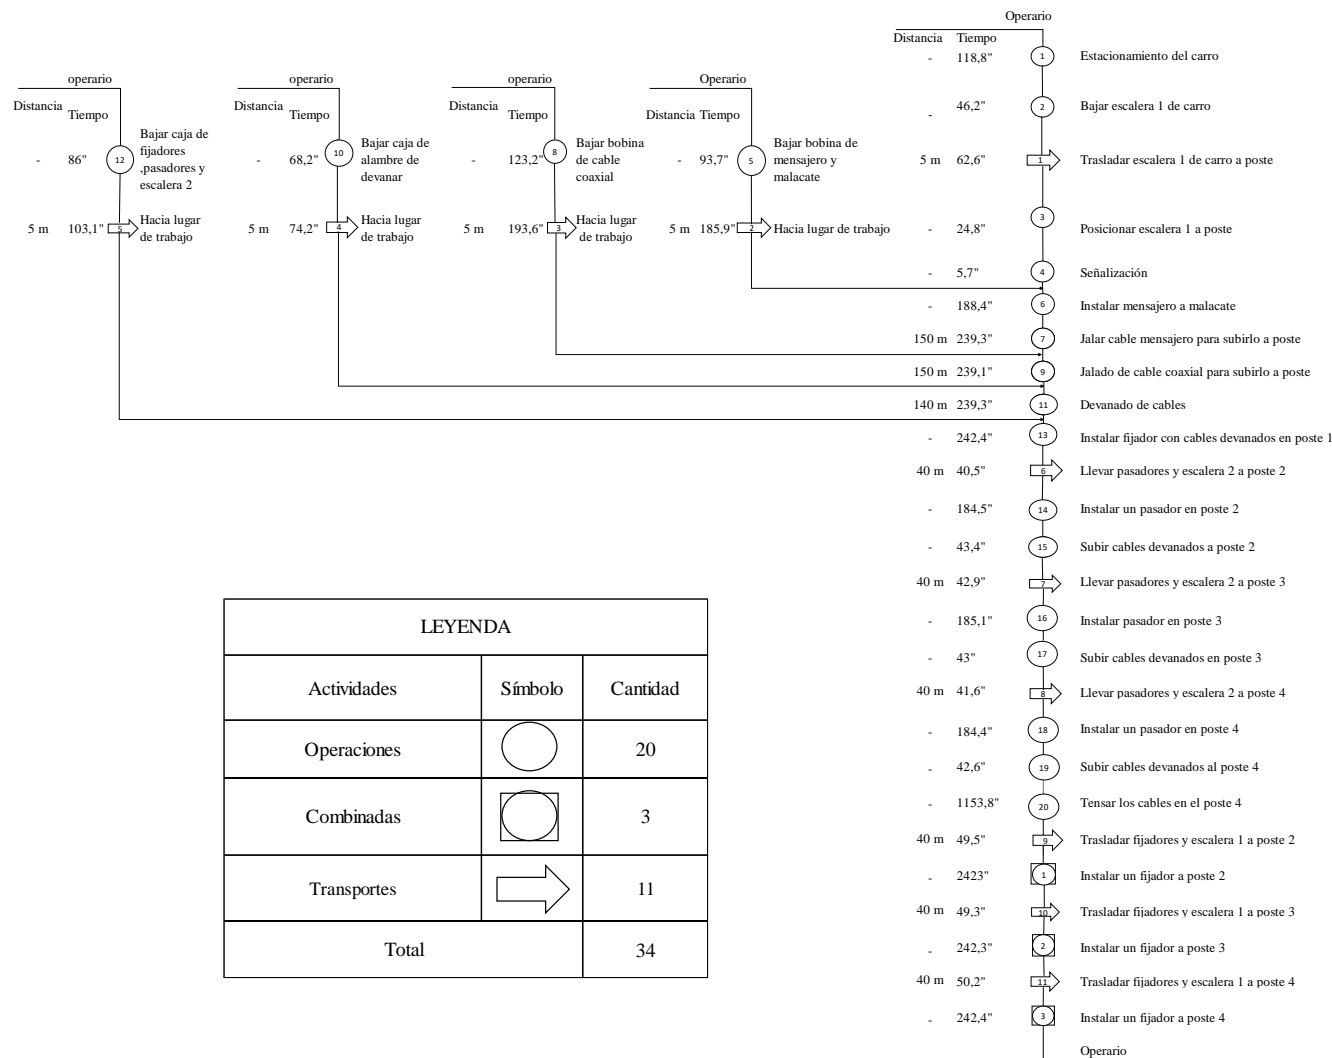 Operario
Distancia Tiempo
- 118,8" 1 Estacionamiento del carro
- 46,2" 2 Bajar escalera 1 de carro
5 m 62,6" 1 Trasladar escalera 1 de carro a poste
- 24,8" 3 Posicionar escalera 1 a poste
- 5,7" 4 Señalización
- 188,4" 6 Instalar mensajero a malacate
150 m 239,3" 7 Jalar cable mensajero para subirlo a poste
150 m 239,1" 9 Jalado de cable coaxial para subirlo a poste
140 m 239,3" 11 Devanado de cables
- 242,4" 13 Instalar fijador con cables devanados en poste 1
40 m 40,5" 6 Llevar pasadores y escalera 2 a poste 2
- 184,5" 14 Instalar un pasador en poste 2
- 43,4" 15 Subir cables devanados a poste 2
40 m 42,9" 7 Llevar pasadores y escalera 2 a poste 3
- 185,1" 16 Instalar pasador en poste 3
- 43" 17 Subir cables devanados en poste 3
40 m 41,6" 8 Llevar pasadores y escalera 2 a poste 4
- 184,4" 18 Instalar un pasador en poste 4
- 42,6" 19 Subir cables devanados al poste 4
- 1153,8" 20 Tensar los cables en el poste 4
40 m 49,5" 9 Trasladar fijadores y escalera 1 a poste 2
- 2423" 1 Instalar un fijador a poste 2
40 m 49,3" 10 Trasladar fijadores y escalera 1 a poste 3
- 242,3" 2 Instalar un fijador a poste 3
40 m 50,2" 11 Trasladar fijadores y escalera 1 a poste 4
- 242,4" 3 Instalar un fijador a poste 4
Operario
operario
Distancia Tiempo
- 86" 12
Bajar caja de
fijadores
,pasadores y
escalera 2
5 m 103,1" 5
Hacia lugar
de trabajo
operario
Distancia Tiempo
- 68,2" 10
Bajar caja de
alambre de
devanar
5 m 74,2" 4
Hacia lugar
de trabajo
operario
Distancia Tiempo
- 123,2" 8
Bajar bobina
de cable
coaxial
5 m 193,6" 3
Hacia lugar
de trabajo
Operario
Distancia Tiempo
- 93,7" 5
Bajar bobina de
mensajero y
malacate
5 m 185,9" 2 Hacia lugar de trabajo
LEYENDA
Actividades Símbolo Cantidad
Operaciones 20
Combinadas 3
Transportes 11
Total 34